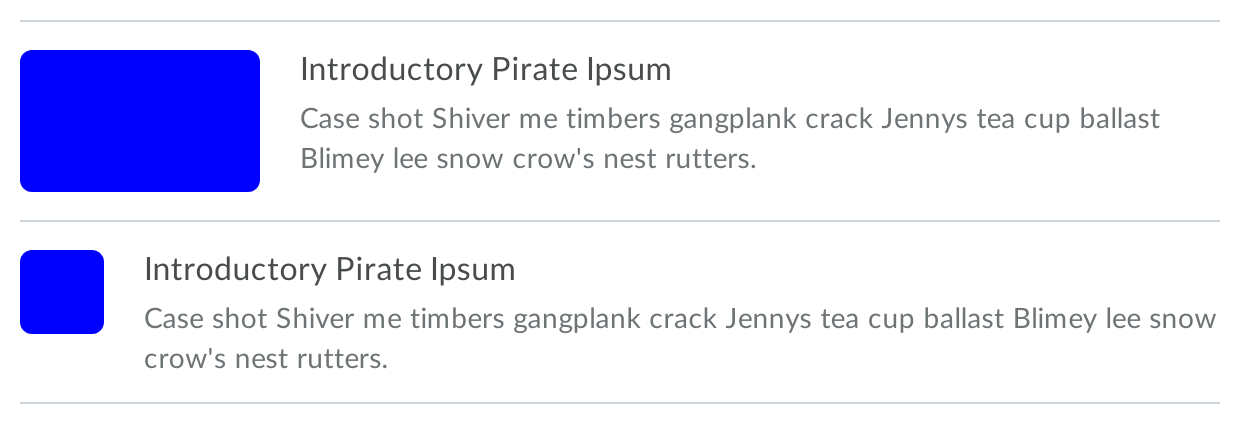 Introductory Pirate Ipsum
Case shot Shiver me timbers gangplank crack Jennys tea cup ballast
Blimey lee snow crow's nest rutters.
Introductory Pirate Ipsum
Case shot Shiver me timbers gangplank crack Jennys tea cup ballast Blimey lee snow
crow's nest rutters.